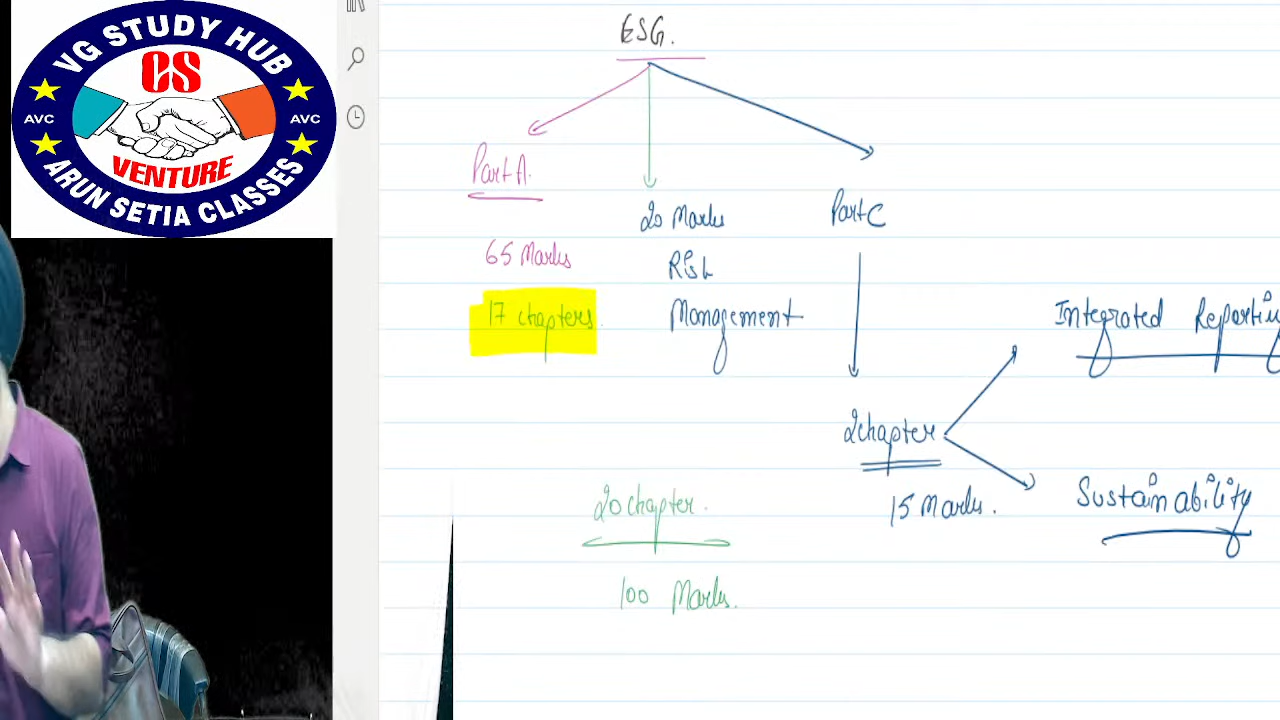 VG STUDY HUB
CS
AVC
AVC
VENTURE
ARUN SETIA CLASSES
ESG.
Part A.
65 Marks
17 chapters.
20 Marks
Risk
Management
Part C
2 chapter
15 Marks.
Integrated Reporting
Sustainability
20 chapter.
100 Marks.